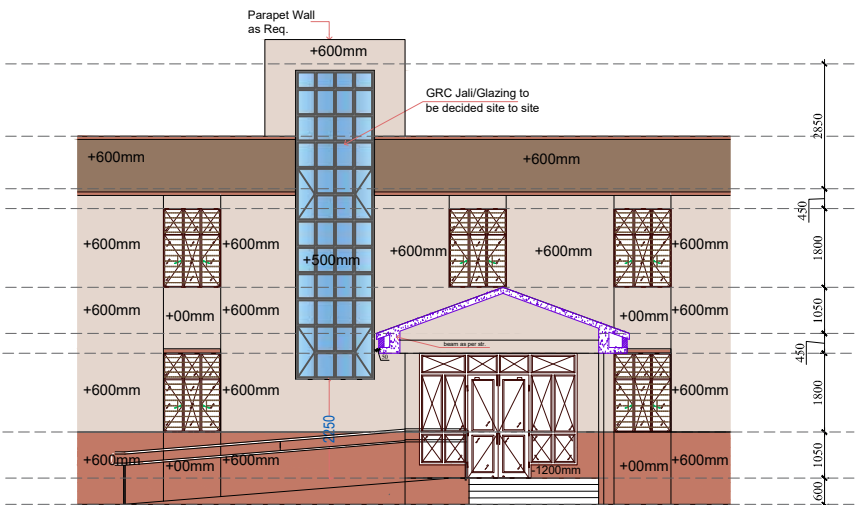 Parapet Wall
as Req.
+600mm
GRC Jali/Glazing to
be decided site to site
2850
+600mm
+600mm
450
+600mm
+600mm
+500mm
+600mm
+600mm
+600mm
1800
+600mm
+00mm
+600mm
+00mm
+600mm
1050
beam as per str.
450
+600mm
+600mm
+600mm
1800
2250
+600mm
+00mm
+600mm
-1200mm
+00mm
+600mm
1050
600